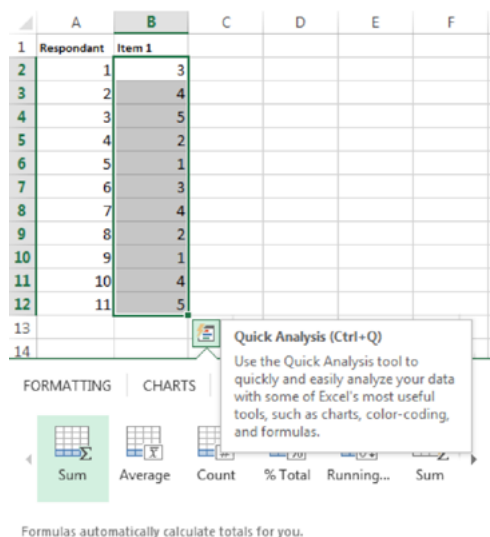 A B C D E F
1 Respondant Item 1
2 1 3
3 2 4
4 3 5
5 4 2
6 5 1
7 6 3
8 7 4
9 8 2
10 9 1
11 10 4
12 11 5
13
14
Quick Analysis (Ctrl+Q)
Use the Quick Analysis tool to
quickly and easily analyze your data
with some of Excel's most useful
tools, such as charts, color-coding,
and formulas.
FORMATTING CHARTS
Sum Average Count % Total Running... Sum
Formulas automatically calculate totals for you.